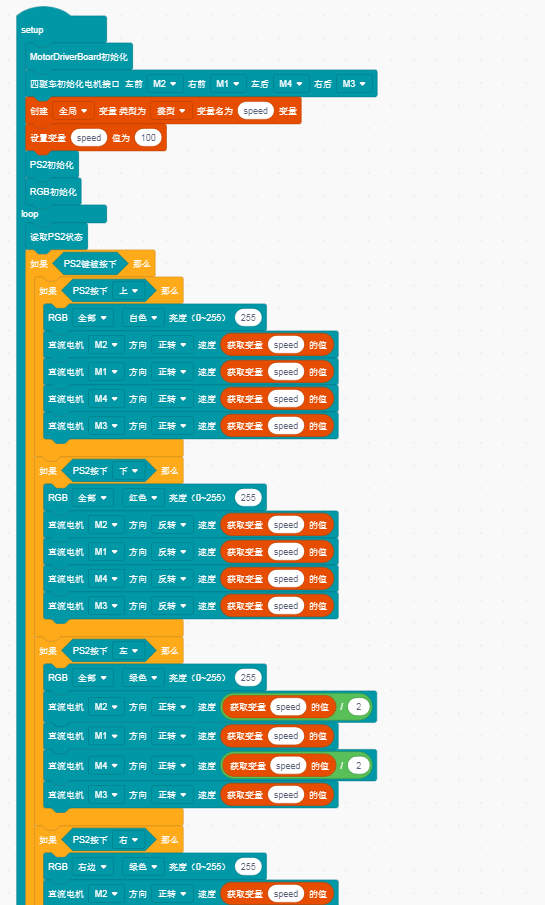 setup
MotorDriverBoard初始化
四驱车初始化电机接口 左前 M2 右前 M1 左后 M4 右后 M3
创建 全局 变量 类型为 整型 变量名为 speed 变量
设置变量 speed 值为 100
PS2初始化
RGB初始化
loop
读取PS2状态
如果 PS2键被按下 那么
如果 PS2按下 上 那么
RGB 全部 白色 亮度（0~255） 255
直流电机 M2 方向 正转 速度 获取变量 speed 的值
直流电机 M1 方向 正转 速度 获取变量 speed 的值
直流电机 M4 方向 正转 速度 获取变量 speed 的值
直流电机 M3 方向 正转 速度 获取变量 speed 的值
如果 PS2按下 下 那么
RGB 全部 红色 亮度（0~255） 255
直流电机 M2 方向 反转 速度 获取变量 speed 的值
直流电机 M1 方向 反转 速度 获取变量 speed 的值
直流电机 M4 方向 反转 速度 获取变量 speed 的值
直流电机 M3 方向 反转 速度 获取变量 speed 的值
如果 PS2按下 左 那么
RGB 全部 绿色 亮度（0~255） 255
直流电机 M2 方向 正转 速度 获取变量 speed 的值 / 2
直流电机 M1 方向 正转 速度 获取变量 speed 的值
直流电机 M4 方向 正转 速度 获取变量 speed 的值 / 2
直流电机 M3 方向 正转 速度 获取变量 speed 的值
如果 PS2按下 右 那么
RGB 右边 绿色 亮度（0~255） 255
直流电机 M2 方向 正转 速度 获取变量 speed 的值